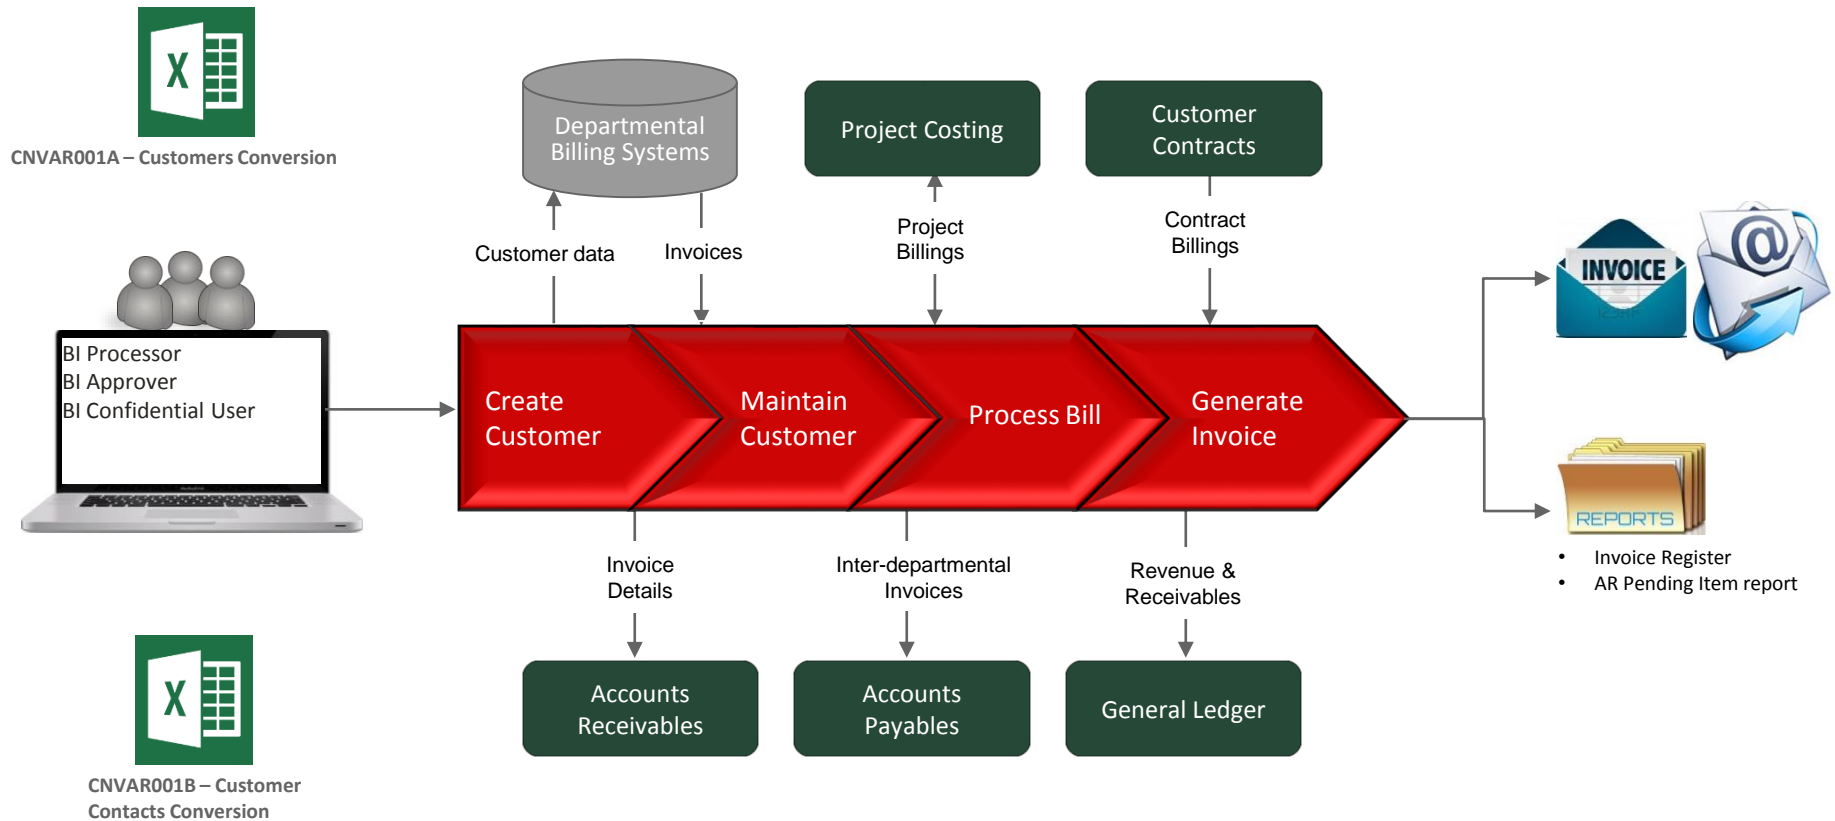 X
CNVAR001A – Customers Conversion
Departmental
Billing Systems
Project Costing
Customer
Contracts
Customer data
Invoices
Project
Billings
Contract
Billings
BI Processor
BI Approver
BI Confidential User
Create
Customer
Maintain
Customer
Process Bill
Generate
Invoice
INVOICE
@
REPORTS
• Invoice Register
• AR Pending Item report
Invoice
Details
Inter-departmental
Invoices
Revenue &
Receivables
Accounts
Receivables
Accounts
Payables
General Ledger
X
CNVAR001B – Customer
Contacts Conversion